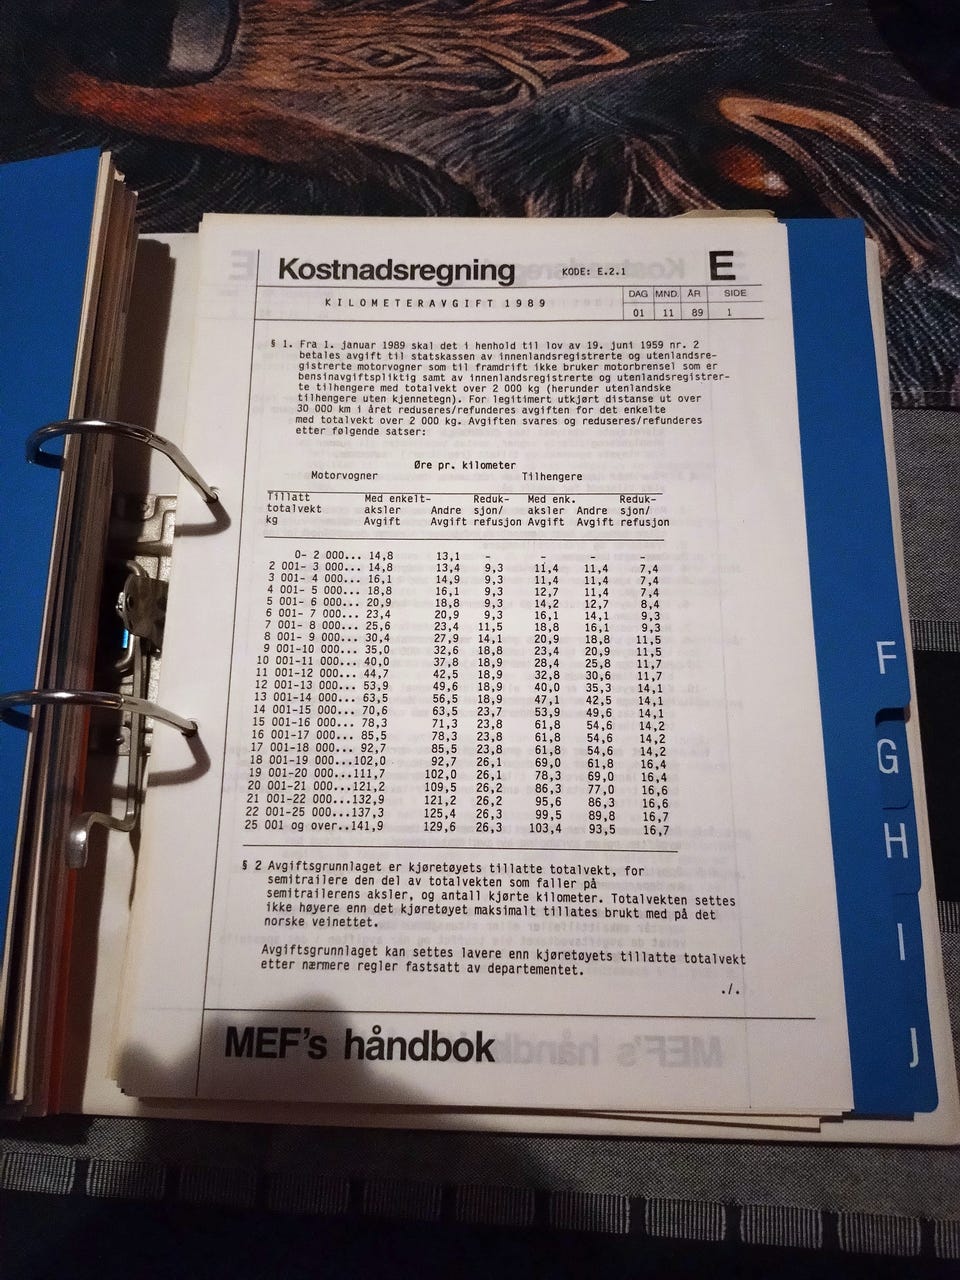 Kostnadsregning KODE: E.2.1 E
KILOMETERAVGIFT 1989
DAG MND. ÅR SIDE
01 11 89 1
§ 1. Fra 1. januar 1989 skal det i henhold til lov av 19. juni 1959 nr. 2
betales avgift til statskassen av innenlandsregistrerte og utenlandsre-
gistrerte motorvogner som til framdrift ikke bruker motorbrensel som er
bensinavgiftspliktig samt av innenlandsregistrerte og utenlandsregistrer-
te tilhengere med totalvekt over 2 000 kg (herunder utenlandske
tilhengere uten kjennetegn). For legitimert utkjørt distanse ut over
30 000 km i året reduseres/refunderes avgiften for det enkelte
med totalvekt over 2 000 kg. Avgiften svares og reduseres/refunderes
etter følgende satser:
Øre pr. kilometer
Motorvogner Tilhengere
Tillatt Med enkelt- Reduk- Med enk. Reduk-
totalvekt aksler Andre sjon/ aksler Andre sjon/
kg Avgift Avgift refusjon Avgift Avgift refusjon
0- 2 000... 14,8 13,1 - - - -
2 001- 3 000... 14,8 13,4 9,3 11,4 11,4 7,4
3 001- 4 000... 16,1 14,9 9,3 11,4 11,4 7,4
4 001- 5 000... 18,8 16,1 9,3 12,7 11,4 7,4
5 001- 6 000... 20,9 18,8 9,3 14,2 12,7 8,4
6 001- 7 000... 23,4 20,9 9,3 16,1 14,1 9,3
7 001- 8 000... 25,6 23,4 11,5 18,8 16,1 9,3
8 001- 9 000... 30,4 27,9 14,1 20,9 18,8 11,5
9 001-10 000... 35,0 32,6 18,9 23,4 20,9 11,5
10 001-11 000... 40,0 37,8 18,9 28,4 25,8 11,7
11 001-12 000... 44,7 42,5 18,9 32,8 30,6 11,7
12 001-13 000... 53,9 49,6 18,9 40,0 35,3 14,1
13 001-14 000... 63,5 56,5 18,9 47,1 42,5 14,1
14 001-15 000... 70,6 63,5 23,7 53,9 49,6 14,1
15 001-16 000... 78,3 71,3 23,8 61,8 54,6 14,2
16 001-17 000... 85,5 78,3 23,8 61,8 54,6 14,2
17 001-18 000... 92,7 85,5 23,8 61,8 54,6 14,2
18 001-19 000...102,0 92,7 26,1 69,0 61,8 16,4
19 001-20 000...111,7 102,0 26,1 78,3 69,0 16,4
20 001-21 000...121,2 109,5 26,2 86,3 77,0 16,6
21 001-22 000...132,9 121,2 26,2 95,6 86,3 16,6
22 001-25 000...137,3 125,4 26,3 99,5 89,8 16,7
25 001 og over..141,9 129,6 26,3 103,4 93,5 16,7
§ 2 Avgiftsgrunnlaget er kjøretøyets tillatte totalvekt, for
semitrailere den del av totalvekten som faller på
semitrailerens aksler, og antall kjørte kilometer. Totalvekten settes
ikke høyere enn det kjøretøyet maksimalt tillates brukt med på det
norske veinettet.
Avgiftsgrunnlaget kan settes lavere enn kjøretøyets tillatte totalvekt
etter nærmere regler fastsatt av departementet.
./.
MEF's håndbok
F
G
H
I
J